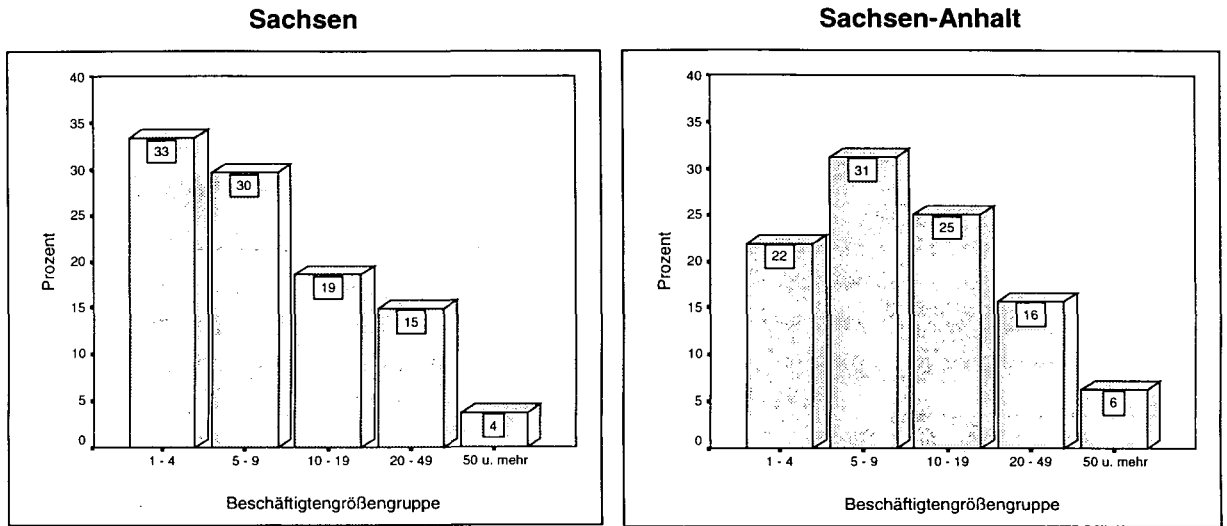 Sachsen
40
35
30
25
20
15
10
5
0
Prozent
33
30
19
15
4
1 - 4
5 - 9
10 - 19
20 - 49
50 u. mehr
Beschäftigtengrößengruppe
Sachsen-Anhalt
40
35
30
25
20
15
10
5
0
Prozent
22
31
25
16
6
1 - 4
5 - 9
10 - 19
20 - 49
50 u. mehr
Beschäftigtengrößengruppe